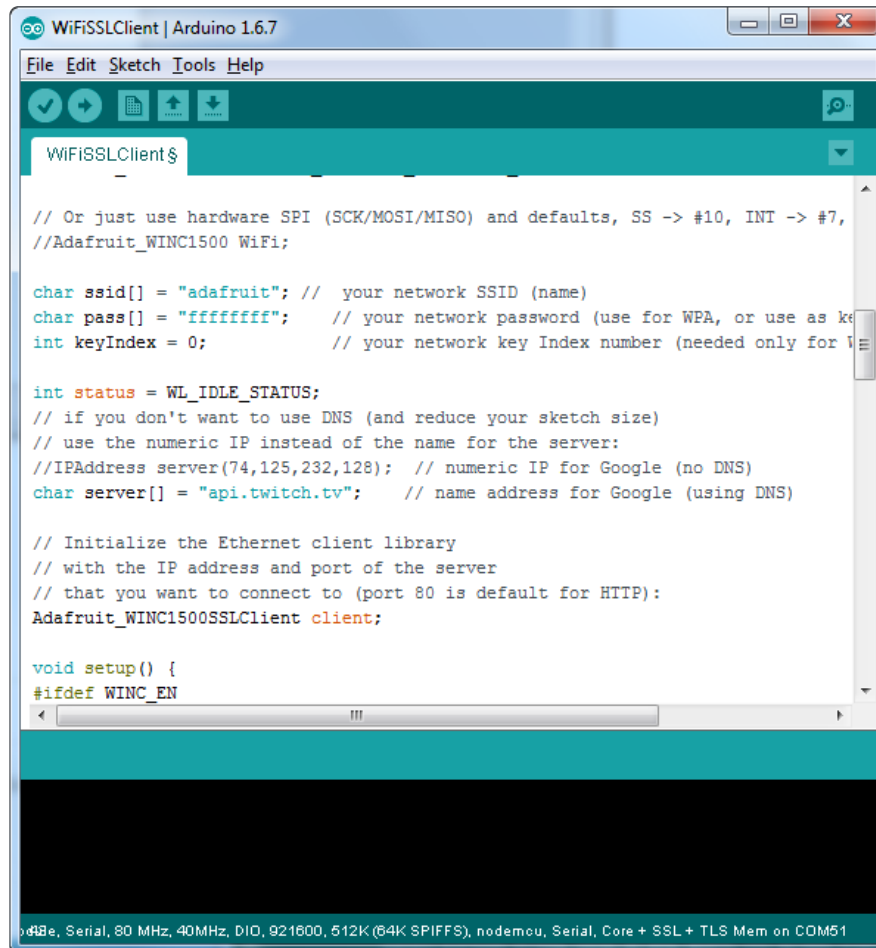 WiFiSSLClient | Arduino 1.6.7
File Edit Sketch Tools Help
WiFiSSLClient §
// Or just use hardware SPI (SCK/MOSI/MISO) and defaults, SS -> #10, INT -> #7,
//Adafruit_WINC1500 WiFi;
char ssid[] = "adafruit"; //  your network SSID (name)
char pass[] = "ffffffff";    // your network password (use for WPA, or use as ke
int keyIndex = 0;            // your network key Index number (needed only for
int status = WL_IDLE_STATUS;
// if you don't want to use DNS (and reduce your sketch size)
// use the numeric IP instead of the name for the server:
//IPAddress server(74,125,232,128);  // numeric IP for Google (no DNS)
char server[] = "api.twitch.tv";    // name address for Google (using DNS)
// Initialize the Ethernet client library
// with the IP address and port of the server
// that you want to connect to (port 80 is default for HTTP):
Adafruit_WINC1500SSLClient client;
void setup() {
#ifdef WINC_EN
Serial, 80 MHz, 40MHz, DIO, 921600, 512K (64K SPIFFS), nodemcu, Serial, Core + SSL + TLS Mem on COM51